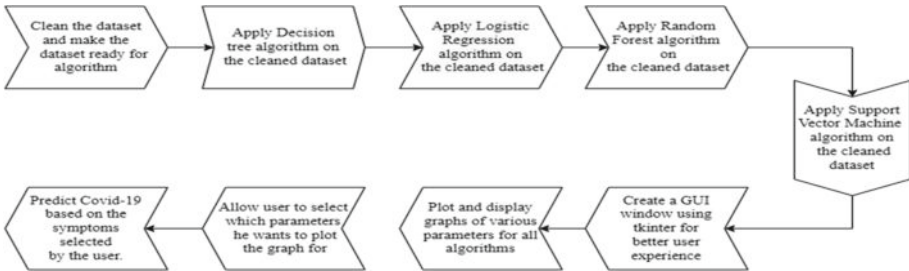 Clean the dataset
and make the
dataset ready for
algorithm
Apply Decision
tree algorithm on
the cleaned dataset
Apply Logistic
Regression
algorithm on
the cleaned dataset
Apply Random
Forest algorithm
on
the cleaned dataset
Apply Support
Vector Machine
algorithm on
the cleaned
dataset
Create a GUI
window using
tkinter for
better user
experience
Plot and display
graphs of various
parameters for all
algorithms
Allow user to select
which parameters
he wants to plot
the graph for
Predict Covid-19
based on the
symptoms
selected
by the user.